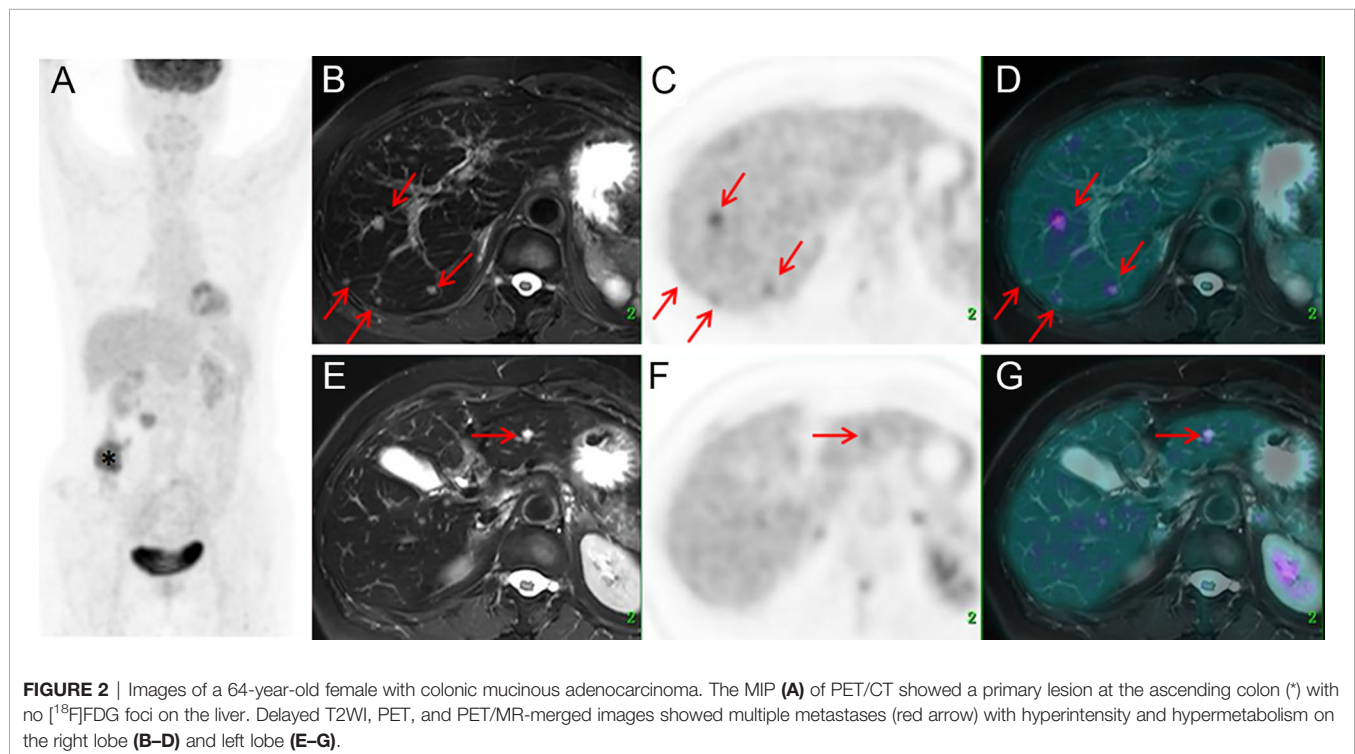 A
B
C
D
*
2
2
2
E
F
G
2
2
2
FIGURE 2 | Images of a 64-year-old female with colonic mucinous adenocarcinoma. The MIP (A) of PET/CT showed a primary lesion at the ascending colon (*) with
no [¹⁸F]FDG foci on the liver. Delayed T2WI, PET, and PET/MR-merged images showed multiple metastases (red arrow) with hyperintensity and hypermetabolism on
the right lobe (B–D) and left lobe (E–G).